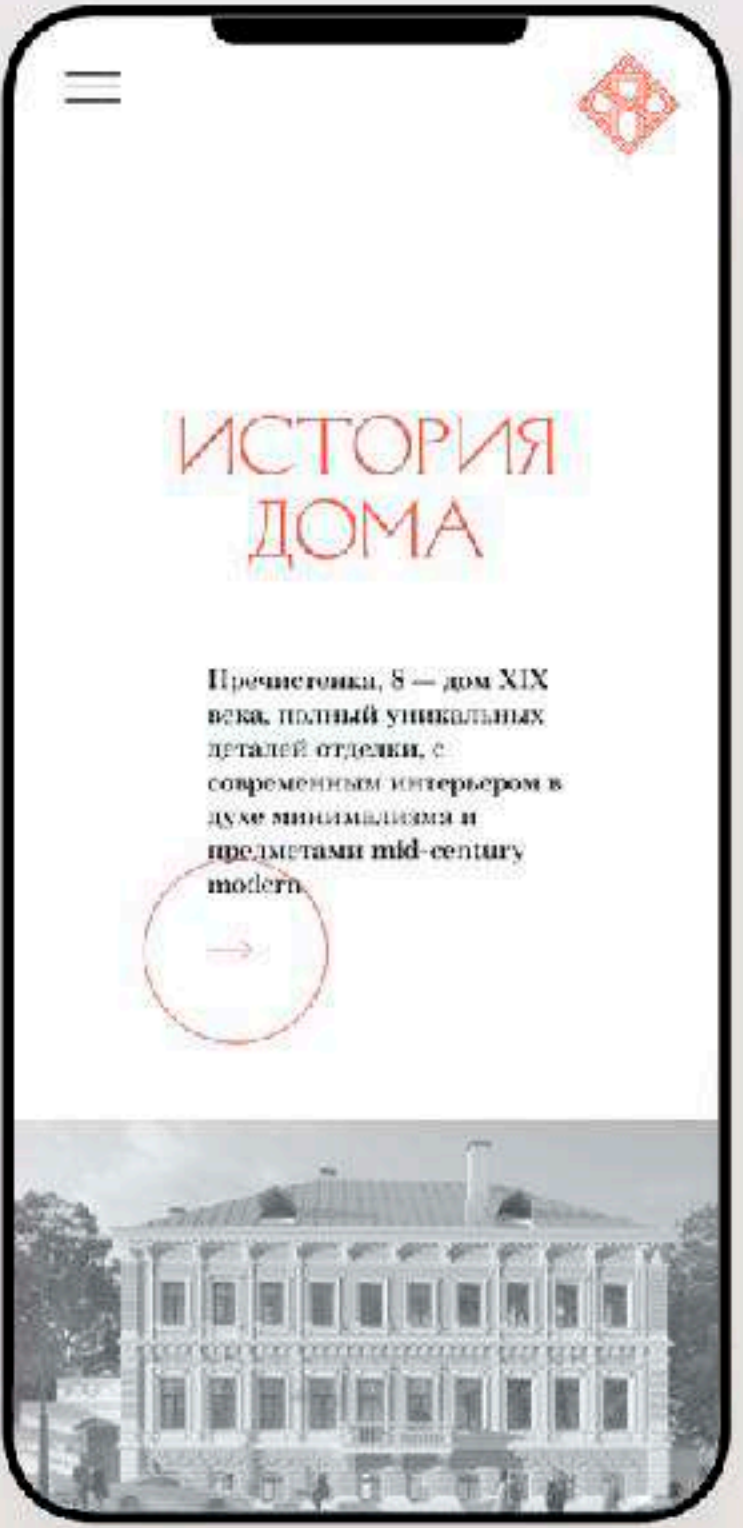 ИСТОРИЯ
ДОМА
Пречистенка, 8 — дом XIX
века, полный уникальных
деталей отделки, с
современным интерьером в
духе минимализма и
предметами mid-century
modern.